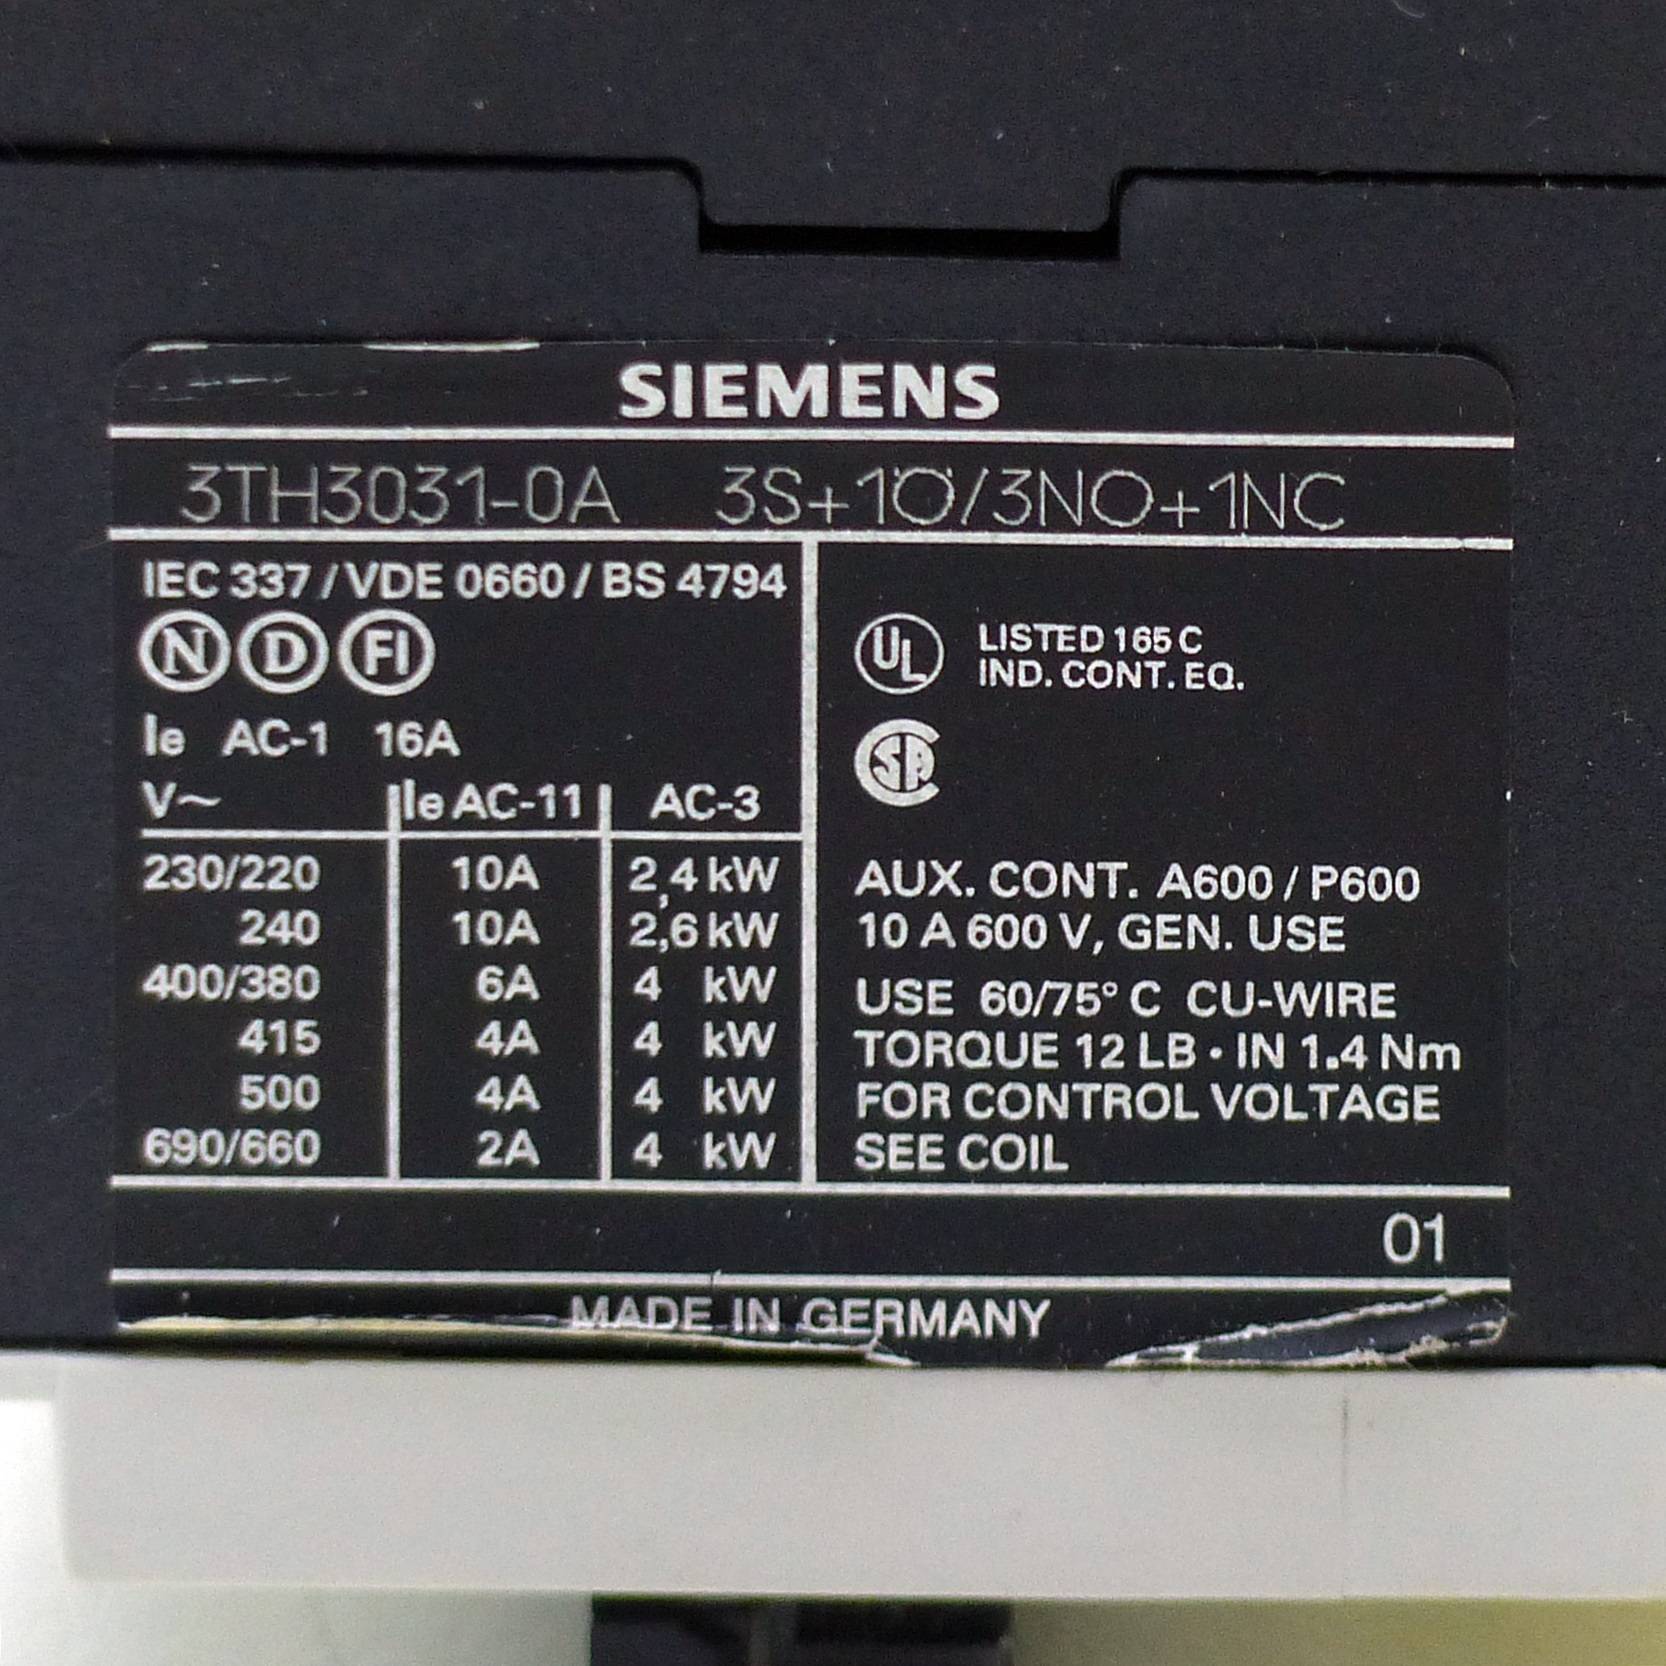 SIEMENS
3TH3031-0A 3S+1Ö/3NO+1NC
IEC 337/VDE 0660/BS 4794
N D FI
Ie AC-1 16A
V~ Ie AC-11 AC-3
230/220 10A 2,4 kW
240 10A 2,6 kW
400/380 6A 4 kW
415 4A 4 kW
500 4A 4 kW
690/660 2A 4 kW
UL LISTED 165 C
IND. CONT. EQ.
CSA
AUX. CONT. A600 / P600
10 A 600 V, GEN. USE
USE 60/75° C CU-WIRE
TORQUE 12 LB • IN 1.4 Nm
FOR CONTROL VOLTAGE
SEE COIL
01
MADE IN GERMANY